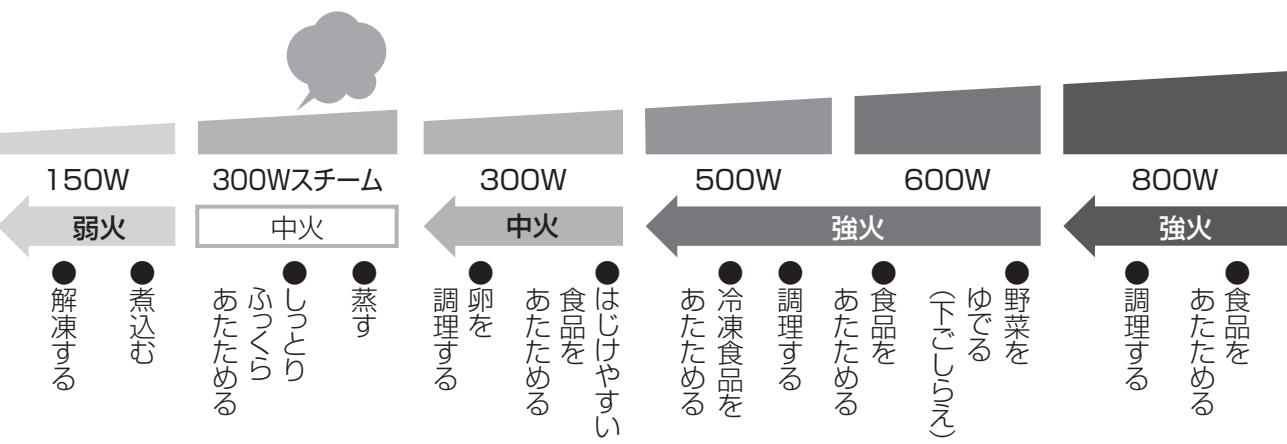 150W
300Wスチーム
300W
500W
600W
800W
弱火
中火
中火
強火
強火
●食品を
あたためる
●調理する
●野菜を
ゆでる
(下ごしらえ)
●食品を
あたためる
●調理する
●冷凍食品を
あたためる
●はじけやすい
食品を
あたためる
●卵を
調理する
●蒸す
●しっとり
ふっくら
あたためる
●煮込む
●解凍する